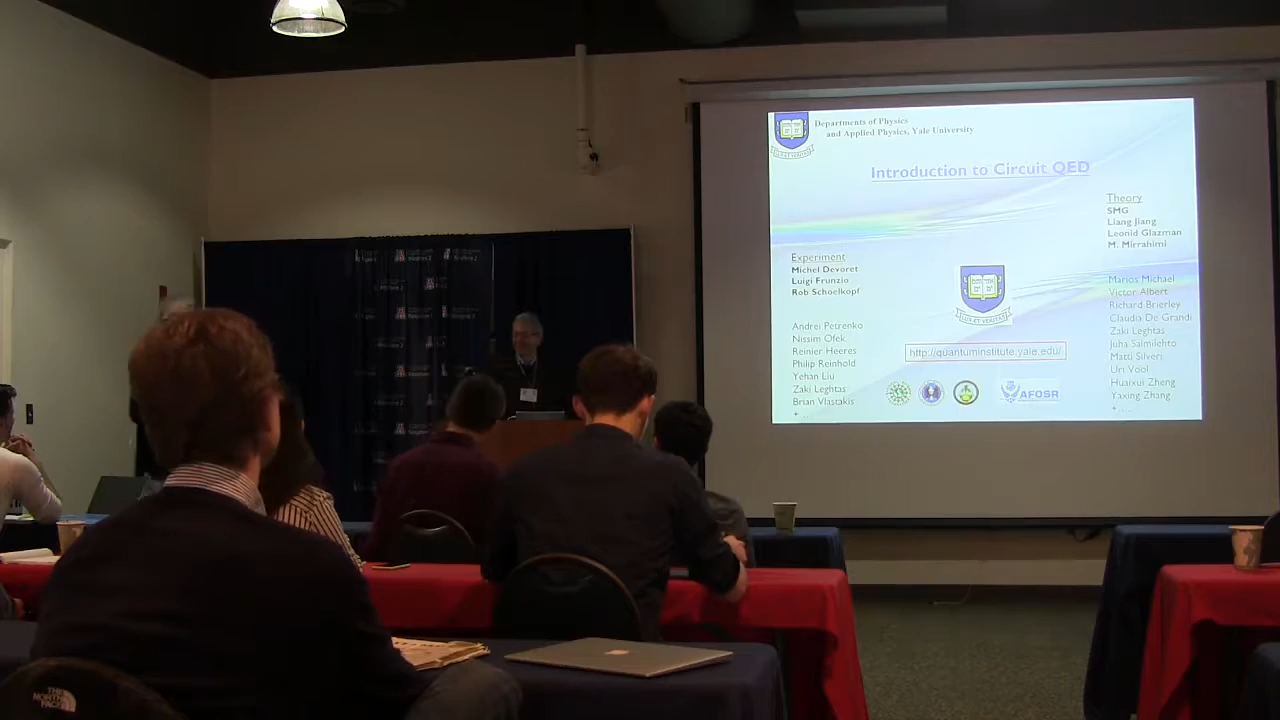 Departments of Physics
and Applied Physics, Yale University
Introduction to Circuit QED
Theory
SMG
Liang Jiang
Leonid Glazman
M. Mirrahimi
Experiment
Michel Devoret
Luigi Frunzio
Rob Schoelkopf
Marios Michael
Victor Albert
Richard Brierley
Claudia De Grandi
Zaki Leghtas
Juha Salmilehto
Matti Silveri
Uri Vool
Huaixui Zheng
Yaxing Zhang
+ ....
Andrei Petrenko
Nissim Ofek
Reinier Heeres
Philip Reinhold
Yehan Liu
Zaki Leghtas
Brian Vlastakis
+ ....
http://quantuminstitute.yale.edu/
AFOSR
THE
NORTH
FACE